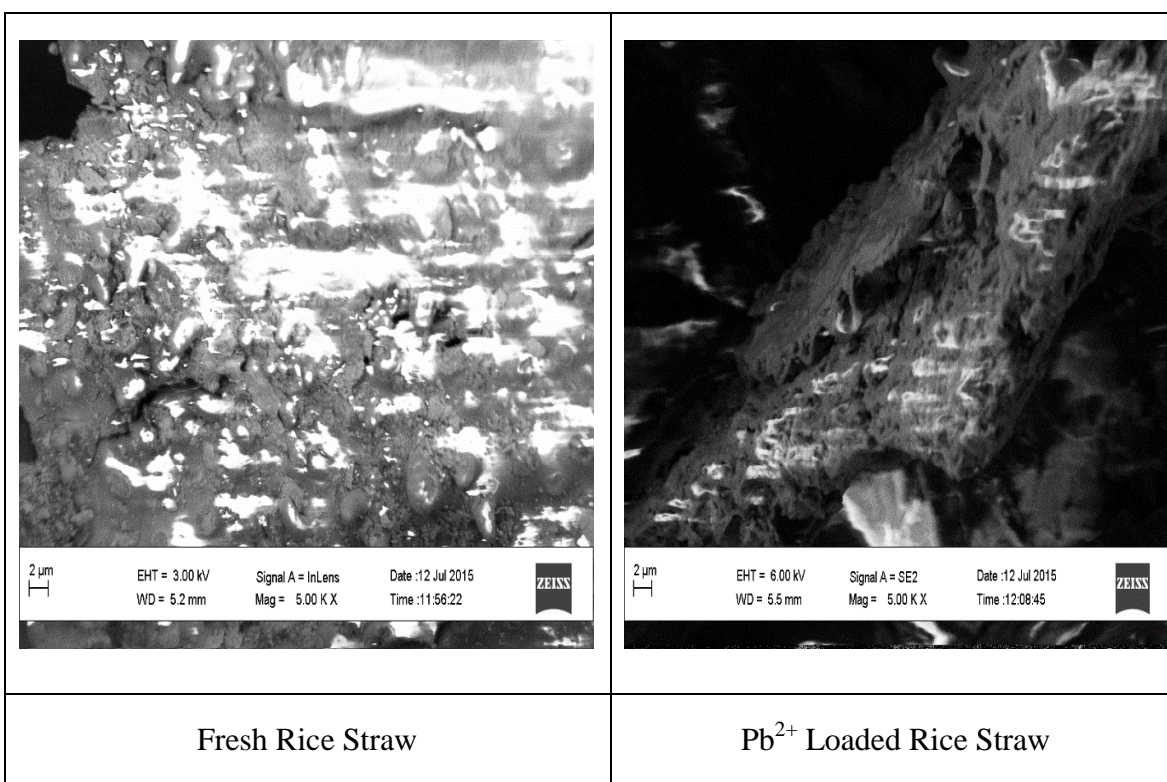 2 µm
EHT = 3.00 kV Signal A = InLens Date :12 Jul 2015
WD = 5.2 mm Mag = 5.00 K X Time :11:56:22
ZEISS
2 µm
EHT = 6.00 kV Signal A = SE2 Date :12 Jul 2015
WD = 5.5 mm Mag = 5.00 K X Time :12:08:45
ZEISS
Fresh Rice Straw
Pb²⁺ Loaded Rice Straw